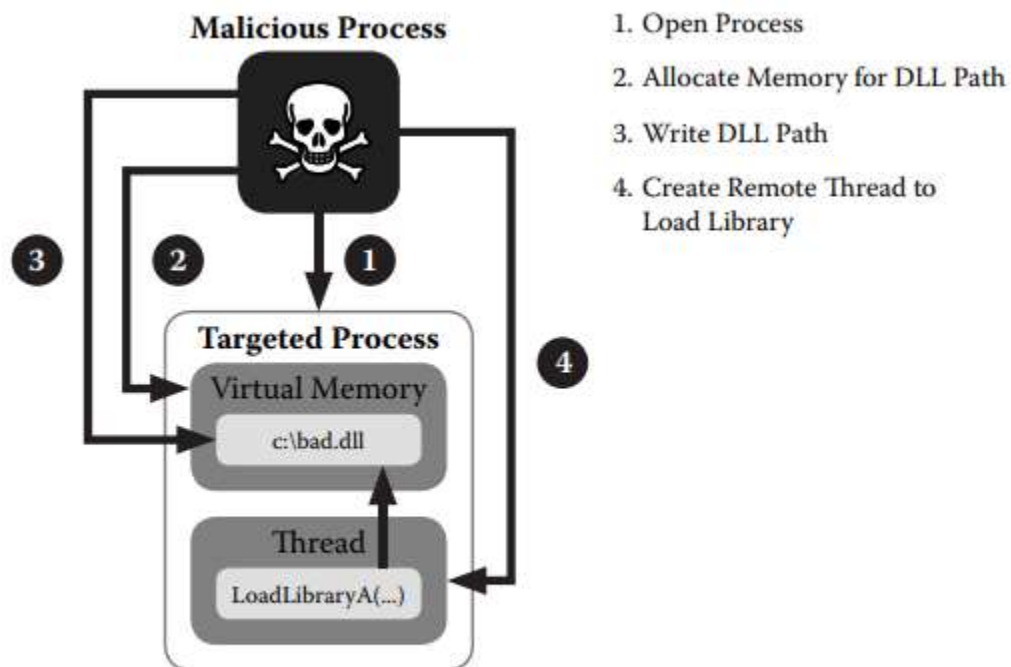 Malicious Process
1. Open Process
2. Allocate Memory for DLL Path
3. Write DLL Path
4. Create Remote Thread to
Load Library
3
2
1
4
Targeted Process
Virtual Memory
c:\bad.dll
Thread
LoadLibraryA(...)